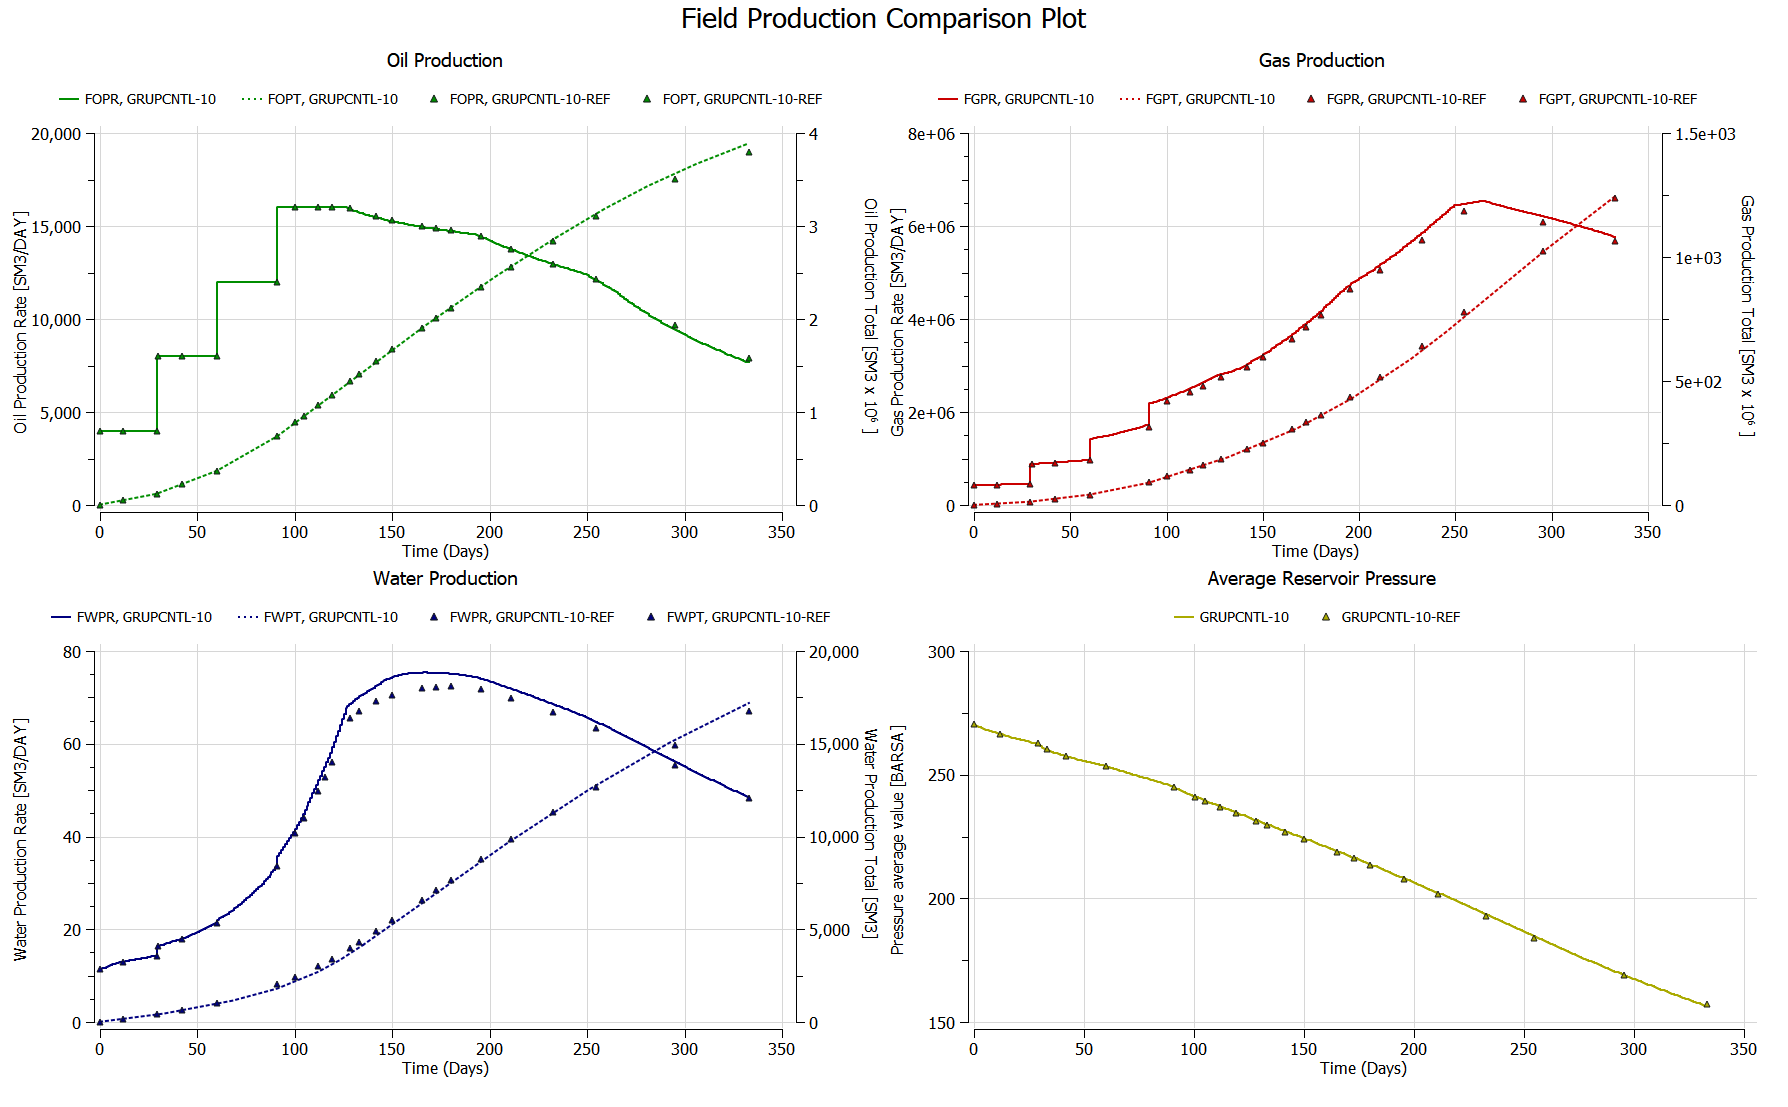 Field Production Comparison Plot
Oil Production
FOPR, GRUPCNTL-10 FOPT, GRUPCNTL-10 FOPR, GRUPCNTL-10-REF FOPT, GRUPCNTL-10-REF
20,000
15,000
10,000
5,000
0
Oil Production Rate [SM3/DAY]
4
3
2
1
0
Oil Production Total [SM3 x 10⁶ ]
0 50 100 150 200 250 300 350
Time (Days)
Gas Production
FGPR, GRUPCNTL-10 FGPT, GRUPCNTL-10 FGPR, GRUPCNTL-10-REF FGPT, GRUPCNTL-10-REF
8e+06
6e+06
4e+06
2e+06
0
Gas Production Rate [SM3/DAY]
1.5e+03
1e+03
5e+02
0
Gas Production Total [SM3 x 10⁶ ]
0 50 100 150 200 250 300 350
Time (Days)
Water Production
FWPR, GRUPCNTL-10 FWPT, GRUPCNTL-10 FWPR, GRUPCNTL-10-REF FWPT, GRUPCNTL-10-REF
80
60
40
20
0
Water Production Rate [SM3/DAY]
20,000
15,000
10,000
5,000
0
Water Production Total [SM3]
0 50 100 150 200 250 300 350
Time (Days)
Average Reservoir Pressure
GRUPCNTL-10 GRUPCNTL-10-REF
300
250
200
150
Pressure average value [BARSA]
0 50 100 150 200 250 300 350
Time (Days)